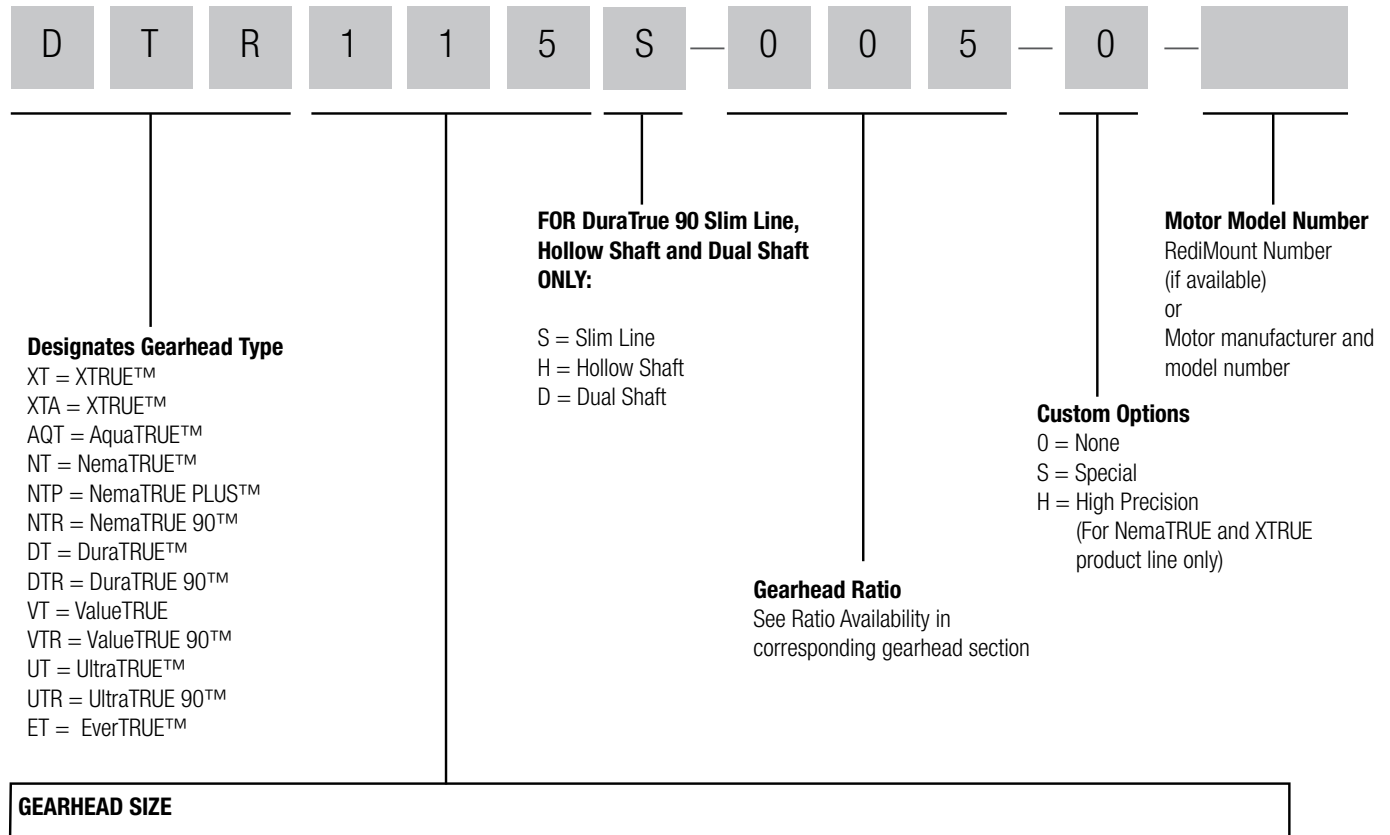 D T R 1 1 5 S — 0 0 5 — 0 —
FOR DuraTrue 90 Slim Line,
Hollow Shaft and Dual Shaft
ONLY:
S = Slim Line
H = Hollow Shaft
D = Dual Shaft
Motor Model Number
RediMount Number
(if available)
or
Motor manufacturer and
model number
Designates Gearhead Type
XT = XTRUE™
XTA = XTRUE™
AQT = AquaTRUE™
NT = NemaTRUE™
NTP = NemaTRUE PLUS™
NTR = NemaTRUE 90™
DT = DuraTRUE™
DTR = DuraTRUE 90™
VT = ValueTRUE
VTR = ValueTRUE 90™
UT = UltraTRUE™
UTR = UltraTRUE 90™
ET = EverTRUE™
Custom Options
0 = None
S = Special
H = High Precision
(For NemaTRUE and XTRUE
product line only)
Gearhead Ratio
See Ratio Availability in
corresponding gearhead section
GEARHEAD SIZE